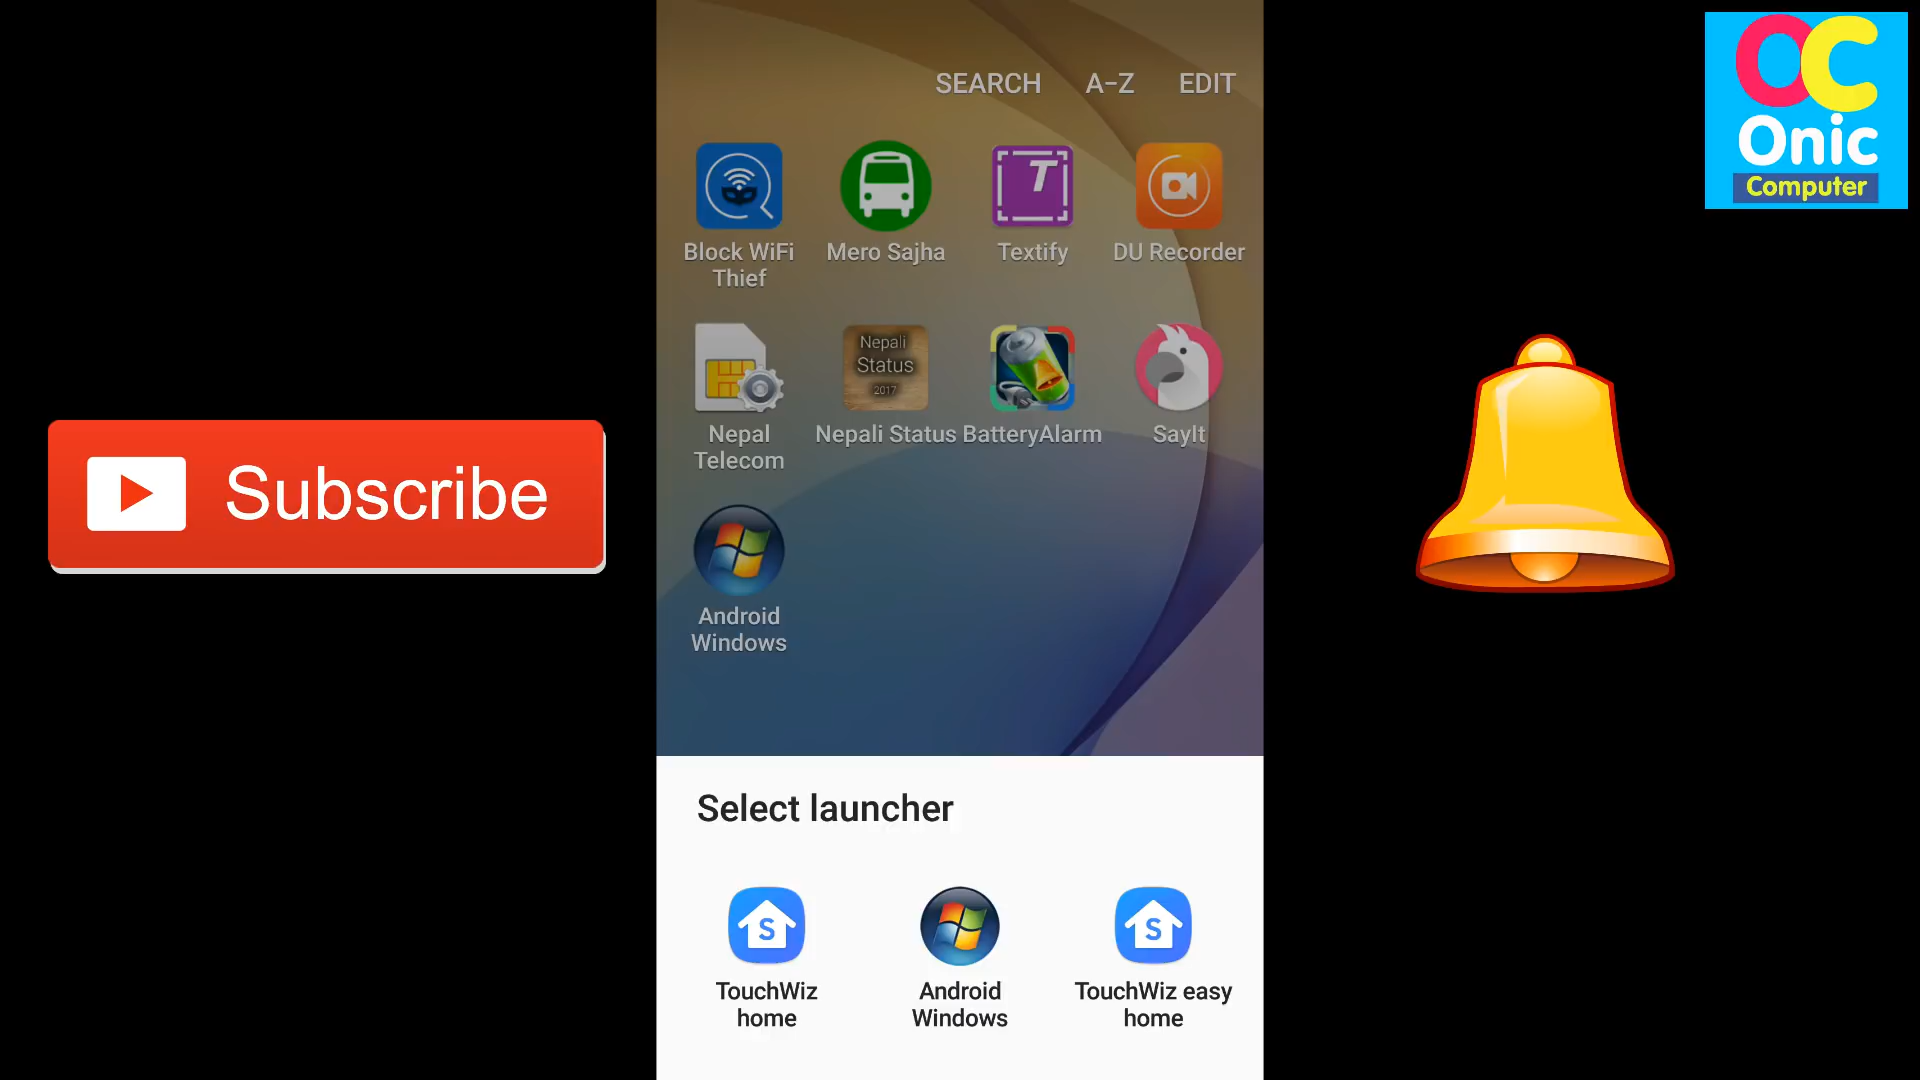 SEARCH A-Z EDIT
OC
Onic
Computer
Block WiFi
Thief
Mero Sajha
T
Textify
DU Recorder
Nepal
Telecom
Nepali
Status
2017
Nepali Status
BatteryAlarm
SayIt
Subscribe
Android
Windows
Select launcher
S
TouchWiz
home
Android
Windows
S
TouchWiz easy
home